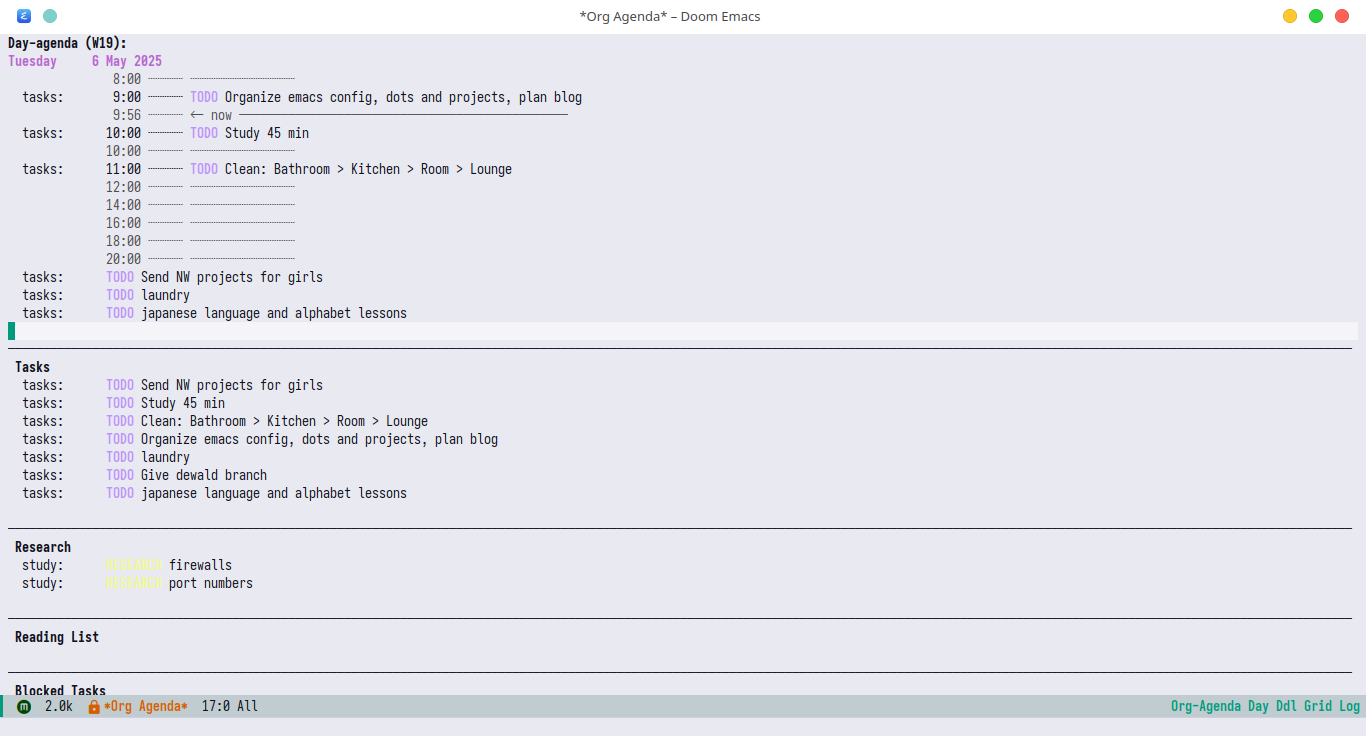 *Org Agenda* – Doom Emacs
Day-agenda (W19):
Tuesday 6 May 2025
8:00
tasks: 9:00 TODO Organize emacs config, dots and projects, plan blog
9:56 ← now
tasks: 10:00 TODO Study 45 min
10:00
tasks: 11:00 TODO Clean: Bathroom > Kitchen > Room > Lounge
12:00
14:00
16:00
18:00
20:00
tasks: TODO Send NW projects for girls
tasks: TODO laundry
tasks: TODO japanese language and alphabet lessons
Tasks
tasks: TODO Send NW projects for girls
tasks: TODO Study 45 min
tasks: TODO Clean: Bathroom > Kitchen > Room > Lounge
tasks: TODO Organize emacs config, dots and projects, plan blog
tasks: TODO laundry
tasks: TODO Give dewald branch
tasks: TODO japanese language and alphabet lessons
Research
study: RESEARCH firewalls
study: RESEARCH port numbers
Reading List
Blocked Tasks
m 2.0k *Org Agenda* 17:0 All Org-Agenda Day Ddl Grid Log